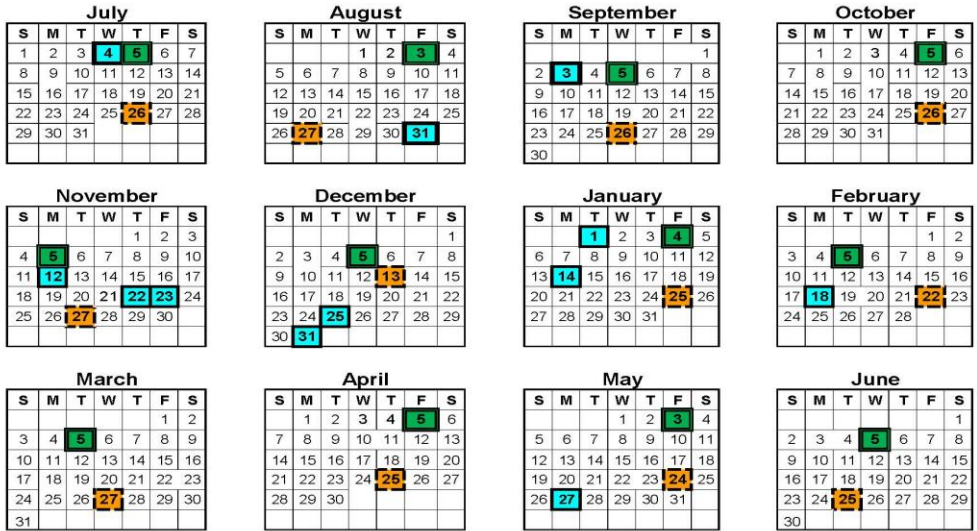 July August September October
S M T W T F S S M T W T F S S M T W T F S S M T W T F S
1 2 3 4 5 6 7 1 2 3 4 1 1 2 3 4 5 6
8 9 10 11 12 13 14 5 6 7 8 9 10 11 2 3 4 5 6 7 8 7 8 9 10 11 12 13
15 16 17 18 19 20 21 12 13 14 15 16 17 18 9 10 11 12 13 14 15 14 15 16 17 18 19 20
22 23 24 25 26 27 28 19 20 21 22 23 24 25 16 17 18 19 20 21 22 21 22 23 24 25 26 27
29 30 31 26 27 28 29 30 31 23 24 25 26 27 28 29 28 29 30 31
30
November December January February
S M T W T F S S M T W T F S S M T W T F S S M T W T F S
1 2 3 1 1 2 3 4 5 1 2
4 5 6 7 8 9 10 2 3 4 5 6 7 8 6 7 8 9 10 11 12 3 4 5 6 7 8 9
11 12 13 14 15 16 17 9 10 11 12 13 14 15 13 14 15 16 17 18 19 10 11 12 13 14 15 16
18 19 20 21 22 23 24 16 17 18 19 20 21 22 20 21 22 23 24 25 26 17 18 19 20 21 22 23
25 26 27 28 29 30 23 24 25 26 27 28 29 27 28 29 30 31 24 25 26 27 28
30 31
March April May June
S M T W T F S S M T W T F S S M T W T F S S M T W T F S
1 2 1 2 3 4 5 6 1 2 3 4 1
3 4 5 6 7 8 9 7 8 9 10 11 12 13 5 6 7 8 9 10 11 2 3 4 5 6 7 8
10 11 12 13 14 15 16 14 15 16 17 18 19 20 12 13 14 15 16 17 18 9 10 11 12 13 14 15
17 18 19 20 21 22 23 21 22 23 24 25 26 27 19 20 21 22 23 24 25 16 17 18 19 20 21 22
24 25 26 27 28 29 30 28 29 30 26 27 28 29 30 31 23 24 25 26 27 28 29
31 30